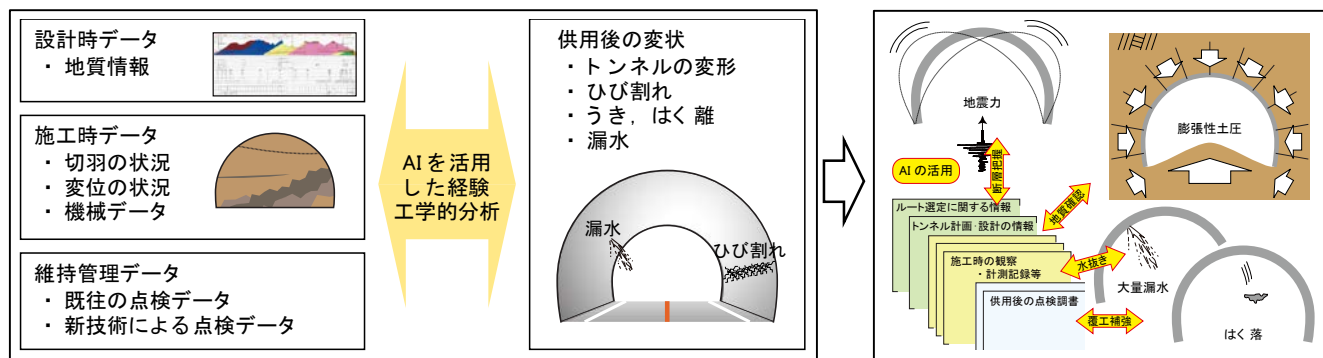 設計時データ
・ 地質情報
施工時データ
・ 切羽の状況
・ 変位の状況
・ 機械データ
維持管理データ
・ 既往の点検データ
・ 新技術による点検データ
AIを活用
した経験
工学的分析
供用後の変状
・ トンネルの変形
・ ひび割れ
・ うき，はく離
・ 漏水
漏水
ひび割れ
地震力
膨張性土圧
AIの活用
断層把握
地質確認
ルート選定に関する情報
トンネル計画・設計の情報
施工時の観察
・計測記録等
供用後の点検調書
水抜き
大量漏水
覆工補強
はく落